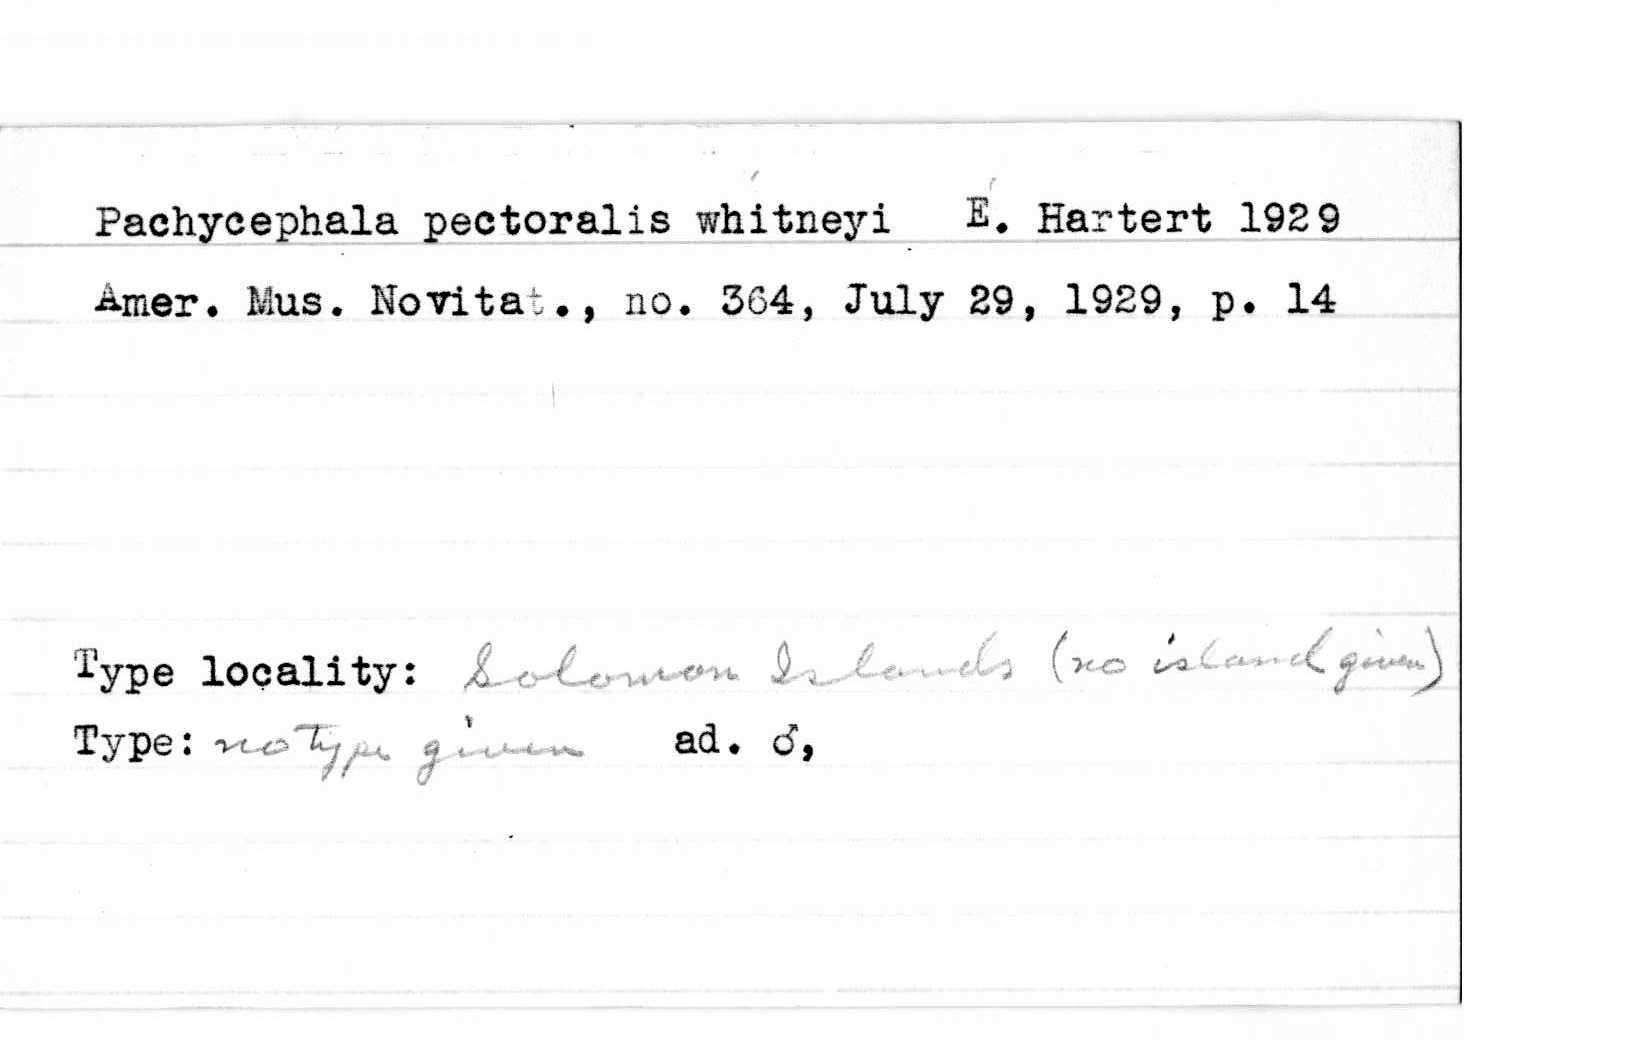 Pachycephala pectoralis whitneyi E. Hartert 1929
Amer. Mus. Novitat., no. 364, July 29, 1929, p. 14
Type locality: Solomon Islands (no island given)
Type: no type given ad. ♂,